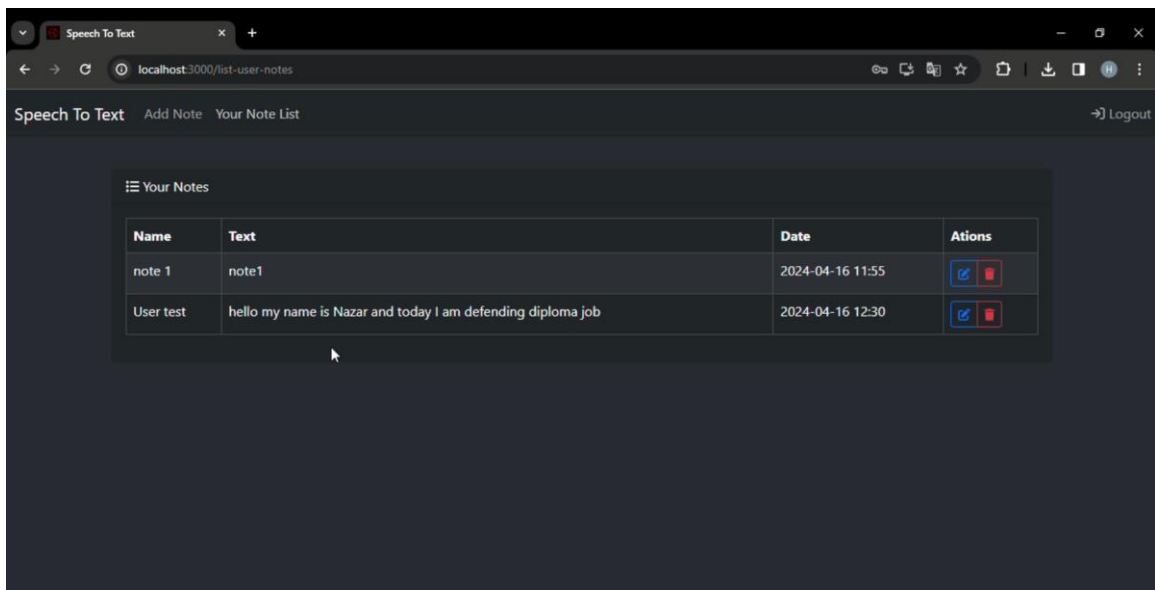 Speech To Text
localhost:3000/list-user-notes
H
Speech To Text Add Note Your Note List Logout
Your Notes
Name Text Date Ations
note 1 note1 2024-04-16 11:55
User test hello my name is Nazar and today I am defending diploma job 2024-04-16 12:30